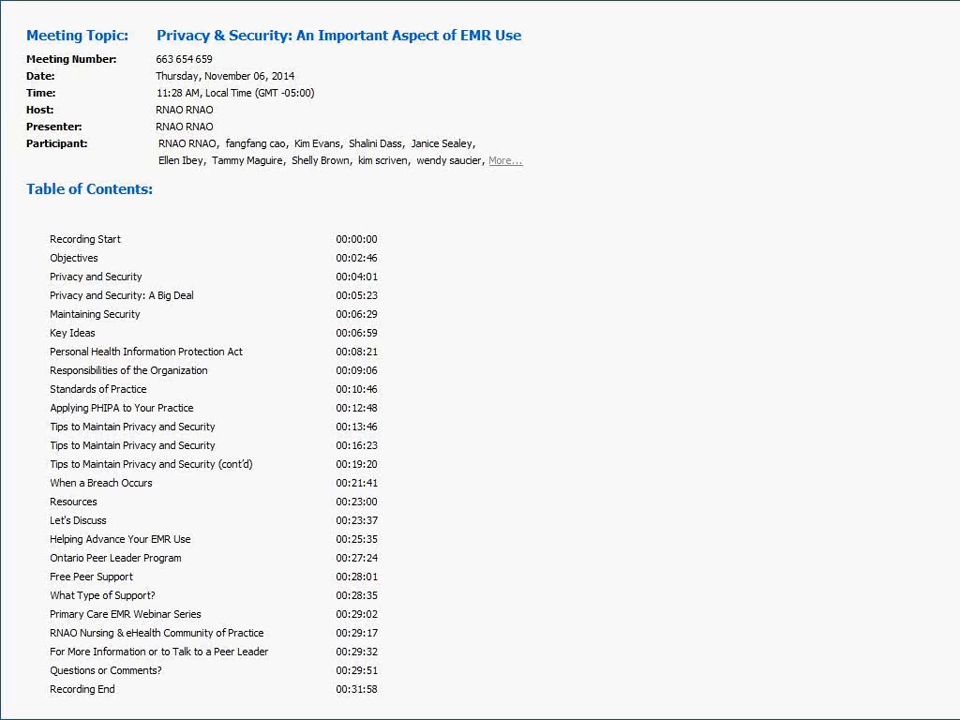 Meeting Topic: Privacy & Security: An Important Aspect of EMR Use
Meeting Number: 663 654 659
Date: Thursday, November 06, 2014
Time: 11:28 AM, Local Time (GMT -05:00)
Host: RNAO RNAO
Presenter: RNAO RNAO
Participant: RNAO RNAO, fangfang cao, Kim Evans, Shalini Dass, Janice Sealey,
Ellen Ibey, Tammy Maguire, Shelly Brown, kim scriven, wendy saucier, More...
Table of Contents:
Recording Start 00:00:00
Objectives 00:02:46
Privacy and Security 00:04:01
Privacy and Security: A Big Deal 00:05:23
Maintaining Security 00:06:29
Key Ideas 00:06:59
Personal Health Information Protection Act 00:08:21
Responsibilities of the Organization 00:09:06
Standards of Practice 00:10:46
Applying PHIPA to Your Practice 00:12:48
Tips to Maintain Privacy and Security 00:13:46
Tips to Maintain Privacy and Security 00:16:23
Tips to Maintain Privacy and Security (cont'd) 00:19:20
When a Breach Occurs 00:21:41
Resources 00:23:00
Let's Discuss 00:23:37
Helping Advance Your EMR Use 00:25:35
Ontario Peer Leader Program 00:27:24
Free Peer Support 00:28:01
What Type of Support? 00:28:35
Primary Care EMR Webinar Series 00:29:02
RNAO Nursing & eHealth Community of Practice 00:29:17
For More Information or to Talk to a Peer Leader 00:29:32
Questions or Comments? 00:29:51
Recording End 00:31:58